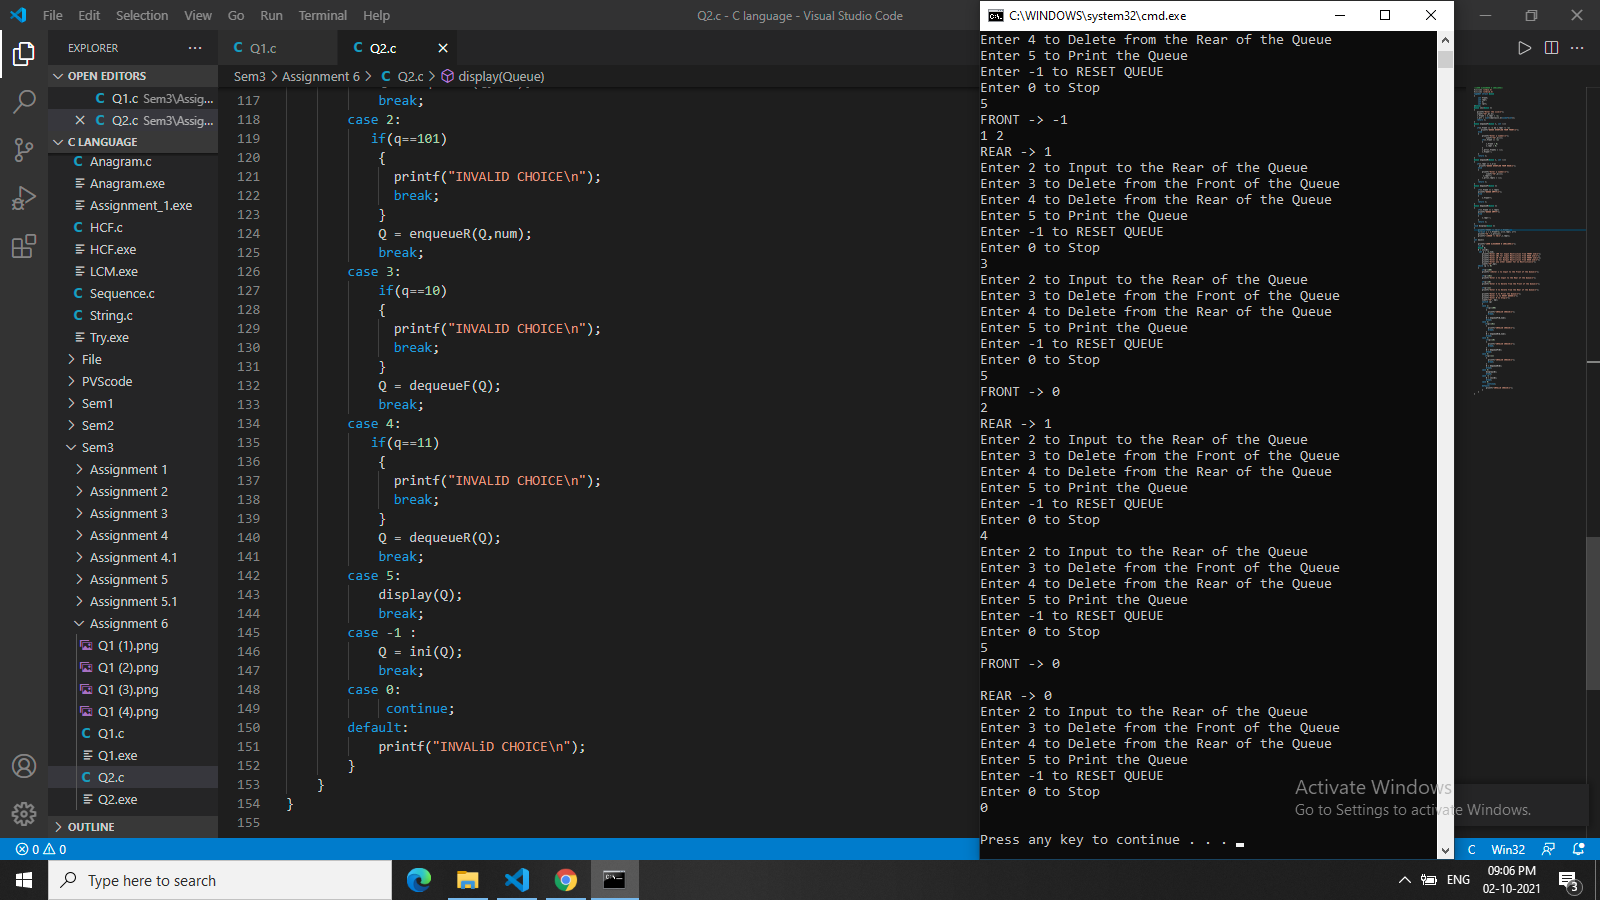 File Edit Selection View Go Run Terminal Help
Q2.c - C language - Visual Studio Code
EXPLORER
OPEN EDITORS
Q1.c Sem3\Assig...
Q2.c Sem3\Assig...
C LANGUAGE
Anagram.c
Anagram.exe
Assignment_1.exe
HCF.c
HCF.exe
LCM.exe
Sequence.c
String.c
Try.exe
File
PVScode
Sem1
Sem2
Sem3
Assignment 1
Assignment 2
Assignment 3
Assignment 4
Assignment 4.1
Assignment 5
Assignment 5.1
Assignment 6
Q1 (1).png
Q1 (2).png
Q1 (3).png
Q1 (4).png
Q1.c
Q1.exe
Q2.c
Q2.exe
OUTLINE
Q1.c
Q2.c
Sem3 > Assignment 6 > C Q2.c > display(Queue)
117 break;
118 case 2:
119 if(q==101)
120 {
121 printf("INVALID CHOICE\n");
122 break;
123 }
124 Q = enqueueR(Q,num);
125 break;
126 case 3:
127 if(q==10)
128 {
129 printf("INVALID CHOICE\n");
130 break;
131 }
132 Q = dequeueF(Q);
133 break;
134 case 4:
135 if(q==11)
136 {
137 printf("INVALID CHOICE\n");
138 break;
139 }
140 Q = dequeueR(Q);
141 break;
142 case 5:
143 display(Q);
144 break;
145 case -1 :
146 Q = ini(Q);
147 break;
148 case 0:
149 continue;
150 default:
151 printf("INVALiD CHOICE\n");
152 }
153 }
154 }
155
C:\WINDOWS\system32\cmd.exe
Enter 4 to Delete from the Rear of the Queue
Enter 5 to Print the Queue
Enter -1 to RESET QUEUE
Enter 0 to Stop
5
FRONT -> -1
1 2
REAR -> 1
Enter 2 to Input to the Rear of the Queue
Enter 3 to Delete from the Front of the Queue
Enter 4 to Delete from the Rear of the Queue
Enter 5 to Print the Queue
Enter -1 to RESET QUEUE
Enter 0 to Stop
3
Enter 2 to Input to the Rear of the Queue
Enter 3 to Delete from the Front of the Queue
Enter 4 to Delete from the Rear of the Queue
Enter 5 to Print the Queue
Enter -1 to RESET QUEUE
Enter 0 to Stop
5
FRONT -> 0
2
REAR -> 1
Enter 2 to Input to the Rear of the Queue
Enter 3 to Delete from the Front of the Queue
Enter 4 to Delete from the Rear of the Queue
Enter 5 to Print the Queue
Enter -1 to RESET QUEUE
Enter 0 to Stop
4
Enter 2 to Input to the Rear of the Queue
Enter 3 to Delete from the Front of the Queue
Enter 4 to Delete from the Rear of the Queue
Enter 5 to Print the Queue
Enter -1 to RESET QUEUE
Enter 0 to Stop
5
FRONT -> 0
REAR -> 0
Enter 2 to Input to the Rear of the Queue
Enter 3 to Delete from the Front of the Queue
Enter 4 to Delete from the Rear of the Queue
Enter 5 to Print the Queue
Enter -1 to RESET QUEUE
Enter 0 to Stop
0
Press any key to continue . . .
Activate Windows
Go to Settings to activate Windows.
0 0
C Win32
Type here to search
ENG
09:06 PM
02-10-2021
3